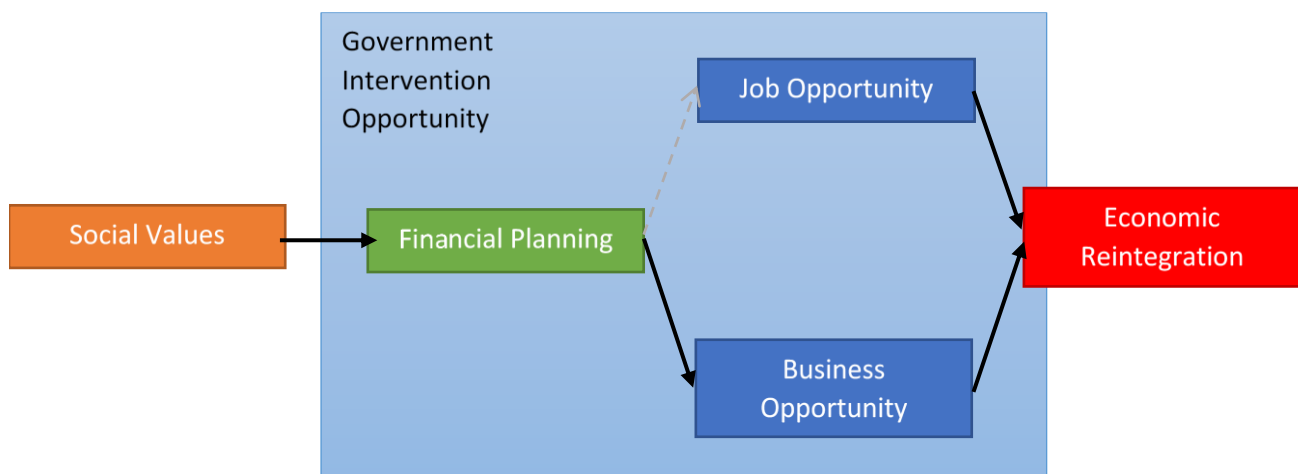 Government
Intervention
Opportunity
Job Opportunity
Social Values
Financial Planning
Economic
Reintegration
Business
Opportunity